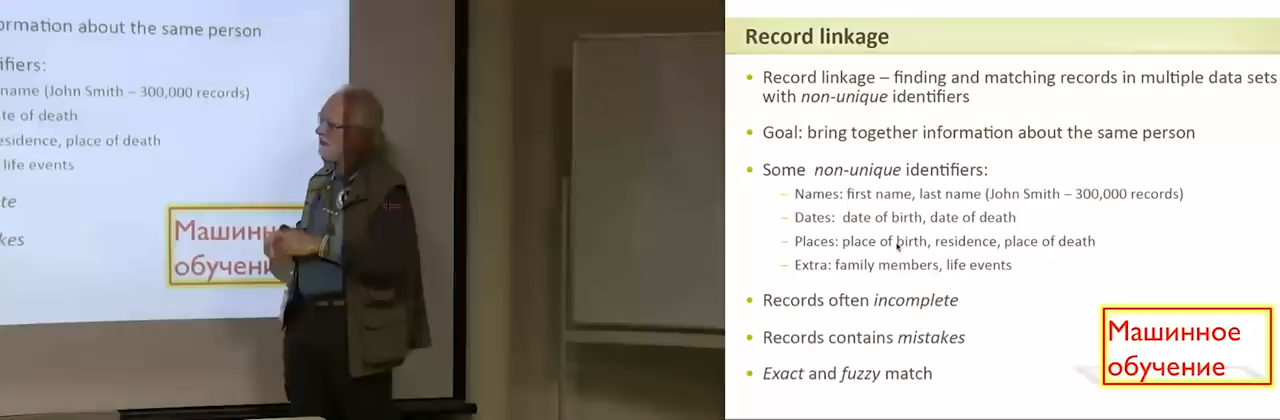 ormation about the same person
ifiers:
name (John Smith – 300,000 records)
te of death
esidence, place of death
life events
te
kes
Машинн
обучени
Record linkage
Record linkage – finding and matching records in multiple data sets
with non-unique identifiers
Goal: bring together information about the same person
Some non-unique identifiers:
Names: first name, last name (John Smith – 300,000 records)
Dates: date of birth, date of death
Places: place of birth, residence, place of death
Extra: family members, life events
Records often incomplete
Records contains mistakes
Exact and fuzzy match
Машинное
обучение